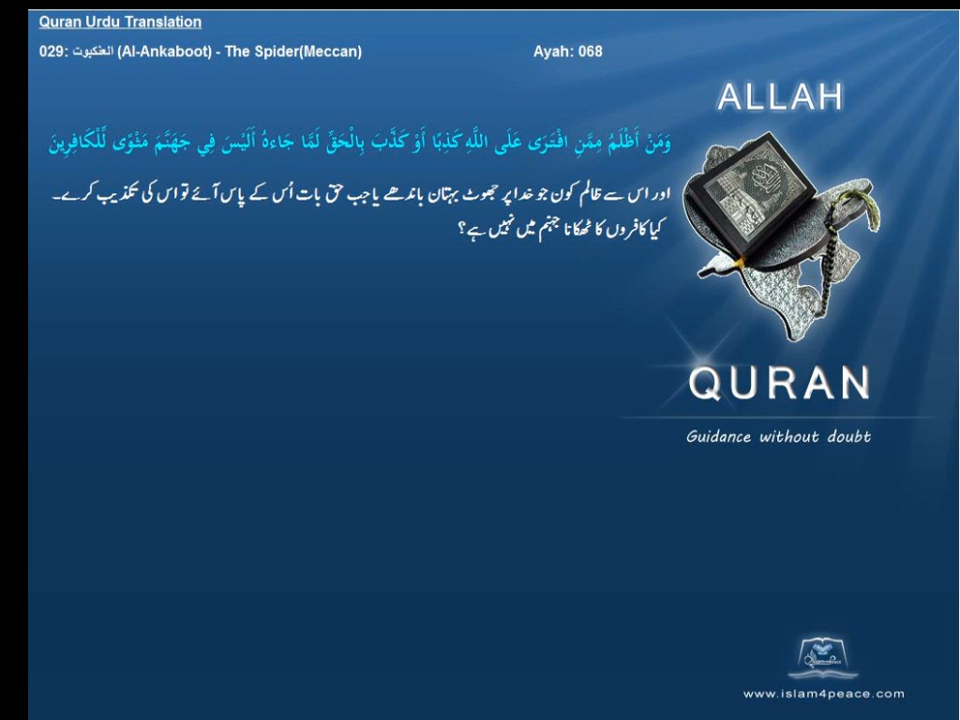 Quran Urdu Translation
029: العنكبوت (Al-Ankaboot) - The Spider(Meccan) Ayah: 068
ALLAH
وَمَنْ أَظْلَمُ مِمَّنِ افْتَرَى عَلَى اللَّهِ كَذِبًا أَوْ كَذَّبَ بِالْحَقِّ لَمَّا جَاءهُ أَلَيْسَ فِي جَهَنَّمَ مَثْوًى لِّلْكَافِرِينَ
اور اس سے ظالم کون جو خدا پر جھوٹ بہتان باندھے یا جب حق بات اُس کے پاس آئے تو اس کی تکذیب کرے۔
کیا کافروں کا ٹھکانا جہنم میں نہیں ہے؟
QURAN
Guidance without doubt
www.islam4peace.com